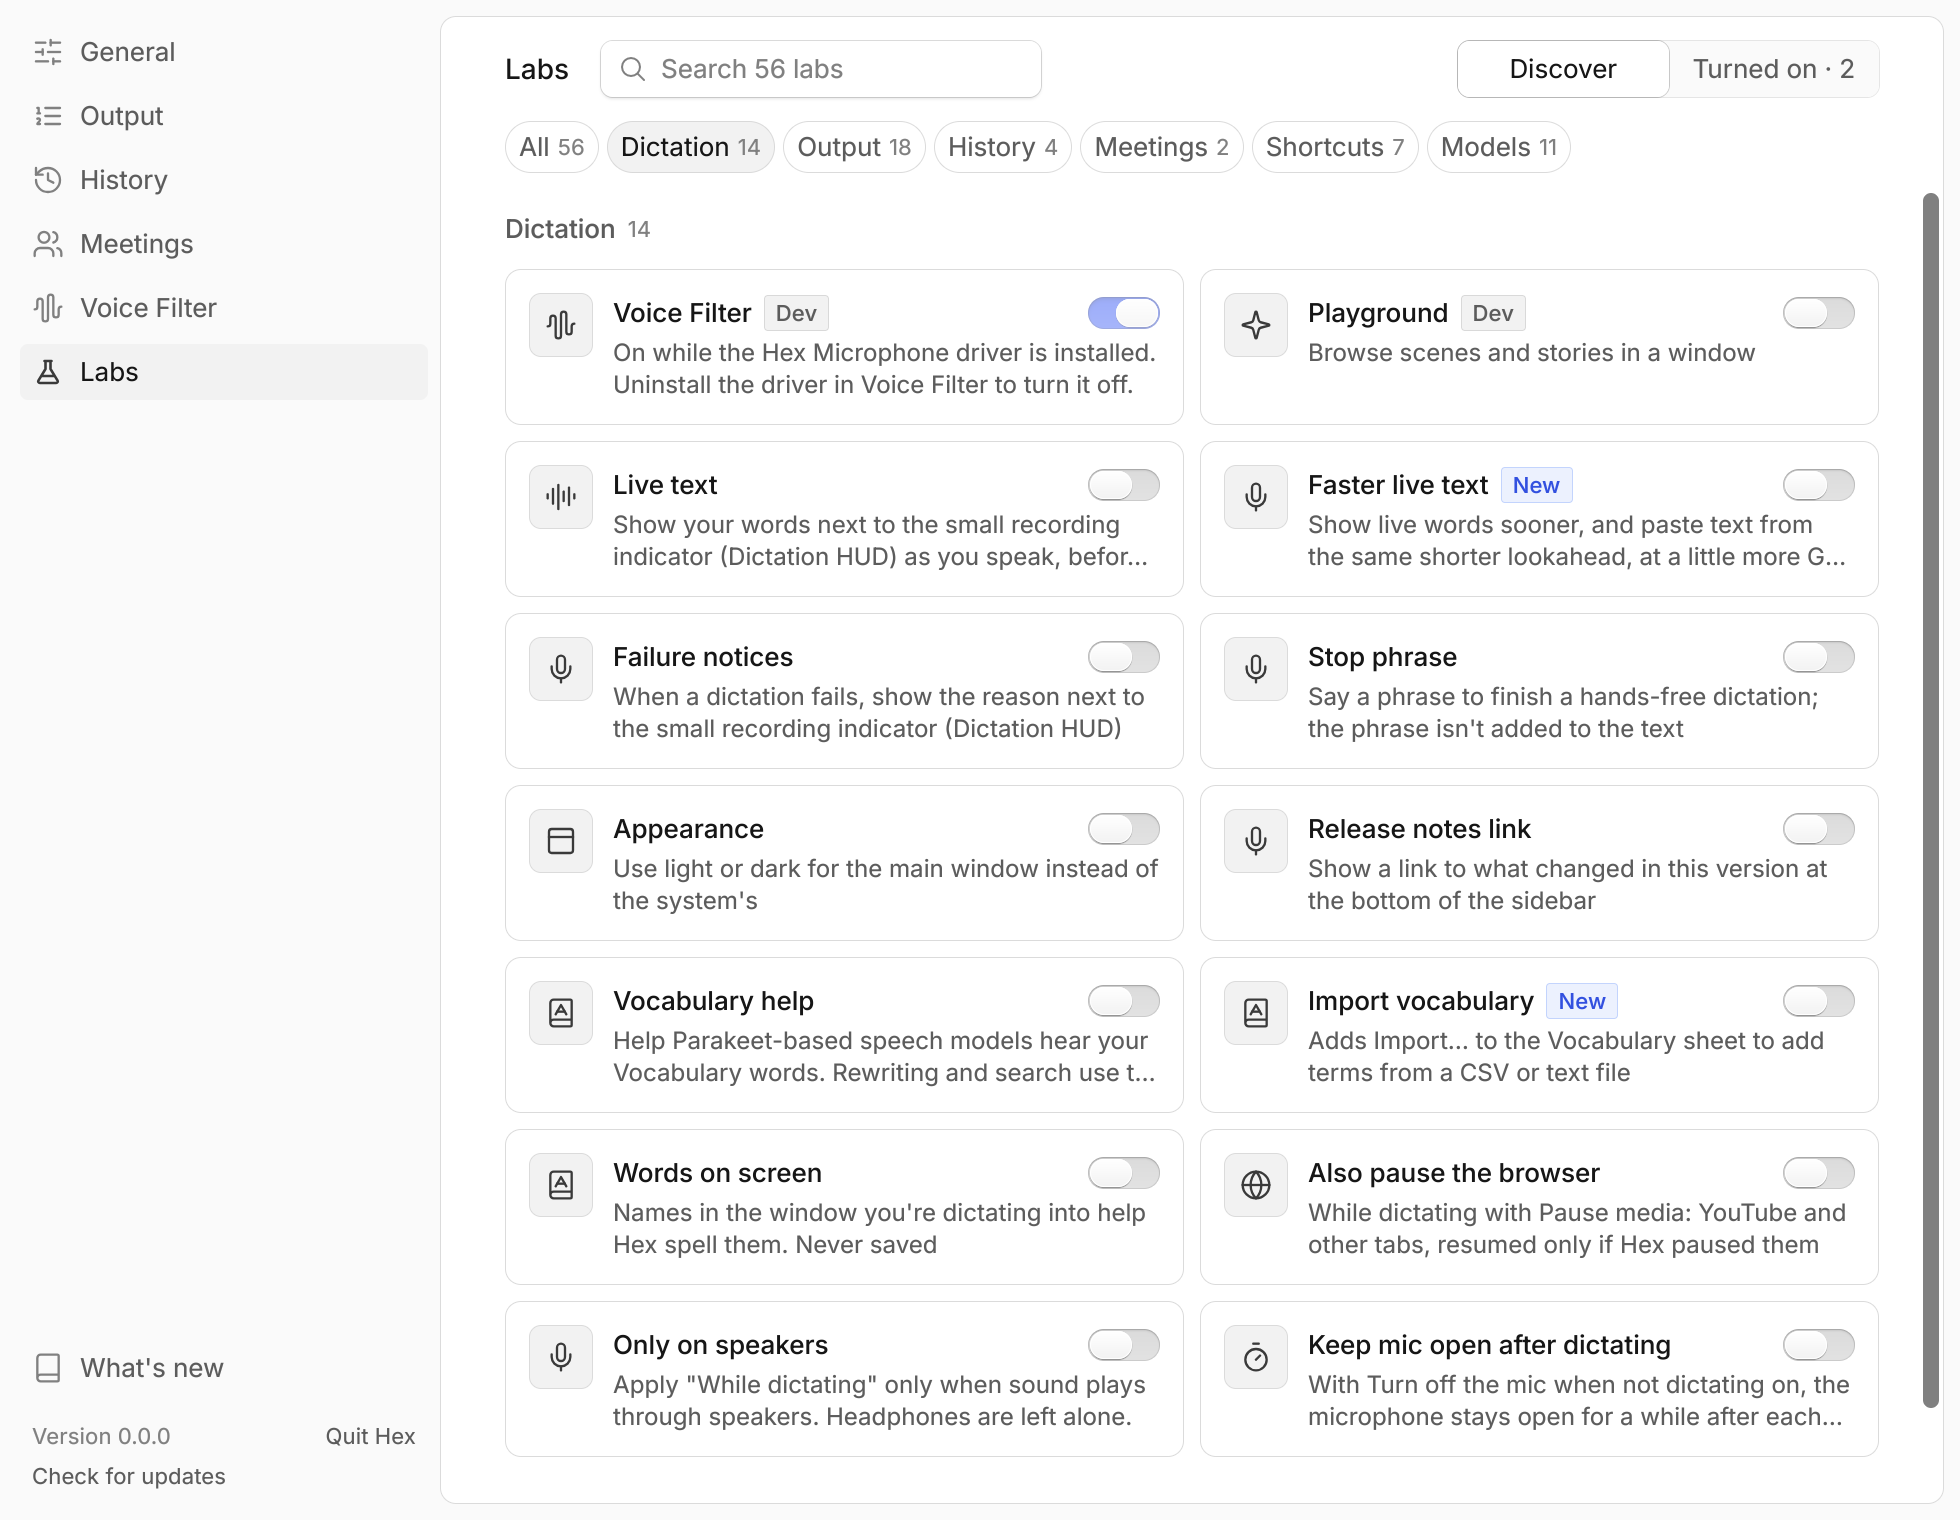 General
Output
History
Meetings
Voice Filter
Labs
What's new
Version 0.0.0
Quit Hex
Check for updates
Labs
Search 56 labs
Discover
Turned on · 2
All 56
Dictation 14
Output 18
History 4
Meetings 2
Shortcuts 7
Models 11
Dictation 14
Voice Filter Dev
On while the Hex Microphone driver is installed.
Uninstall the driver in Voice Filter to turn it off.
Playground Dev
Browse scenes and stories in a window
Live text
Show your words next to the small recording
indicator (Dictation HUD) as you speak, befor...
Faster live text New
Show live words sooner, and paste text from
the same shorter lookahead, at a little more G...
Failure notices
When a dictation fails, show the reason next to
the small recording indicator (Dictation HUD)
Stop phrase
Say a phrase to finish a hands-free dictation;
the phrase isn't added to the text
Appearance
Use light or dark for the main window instead of
the system's
Release notes link
Show a link to what changed in this version at
the bottom of the sidebar
Vocabulary help
Help Parakeet-based speech models hear your
Vocabulary words. Rewriting and search use t...
Import vocabulary New
Adds Import... to the Vocabulary sheet to add
terms from a CSV or text file
Words on screen
Names in the window you're dictating into help
Hex spell them. Never saved
Also pause the browser
While dictating with Pause media: YouTube and
other tabs, resumed only if Hex paused them
Only on speakers
Apply "While dictating" only when sound plays
through speakers. Headphones are left alone.
Keep mic open after dictating
With Turn off the mic when not dictating on, the
microphone stays open for a while after each...